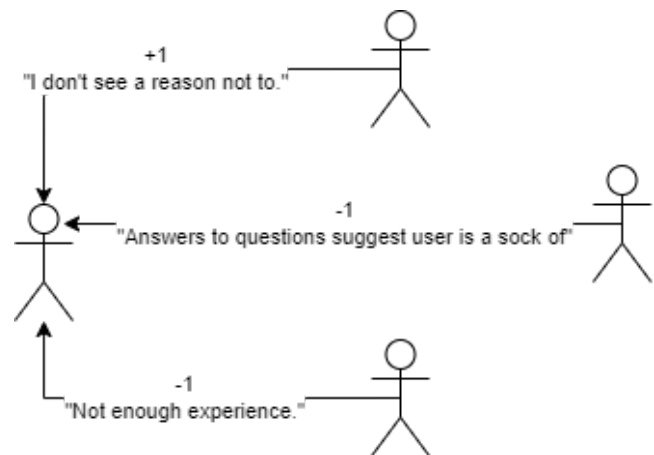 +1
"I don't see a reason not to."
-1
"Answers to questions suggest user is a sock of"
-1
"Not enough experience."